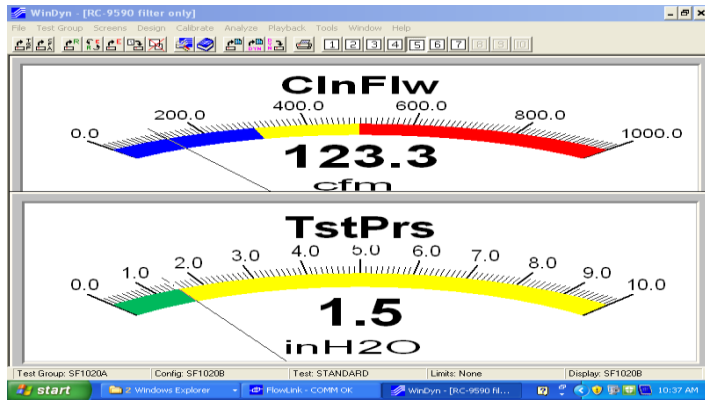 WinDyn - [RC-9590 filter only]
File Test Group Screens Design Calibrate Analyze Playback Tools Window Help
1 2 3 4 5 6 7 8 9 10
ClnFlw
0.0 200.0 400.0 600.0 800.0 1000.0
123.3
cfm
TstPrs
0.0 1.0 2.0 3.0 4.0 5.0 6.0 7.0 8.0 9.0 10.0
1.5
inH2O
Test Group: SF1020A Config: SF1020B Test: STANDARD Limits: None Display: SF1020B
start 2 Windows Explorer FlowLink - COMM OK WinDyn - [RC-9590 fil... 10:37 AM